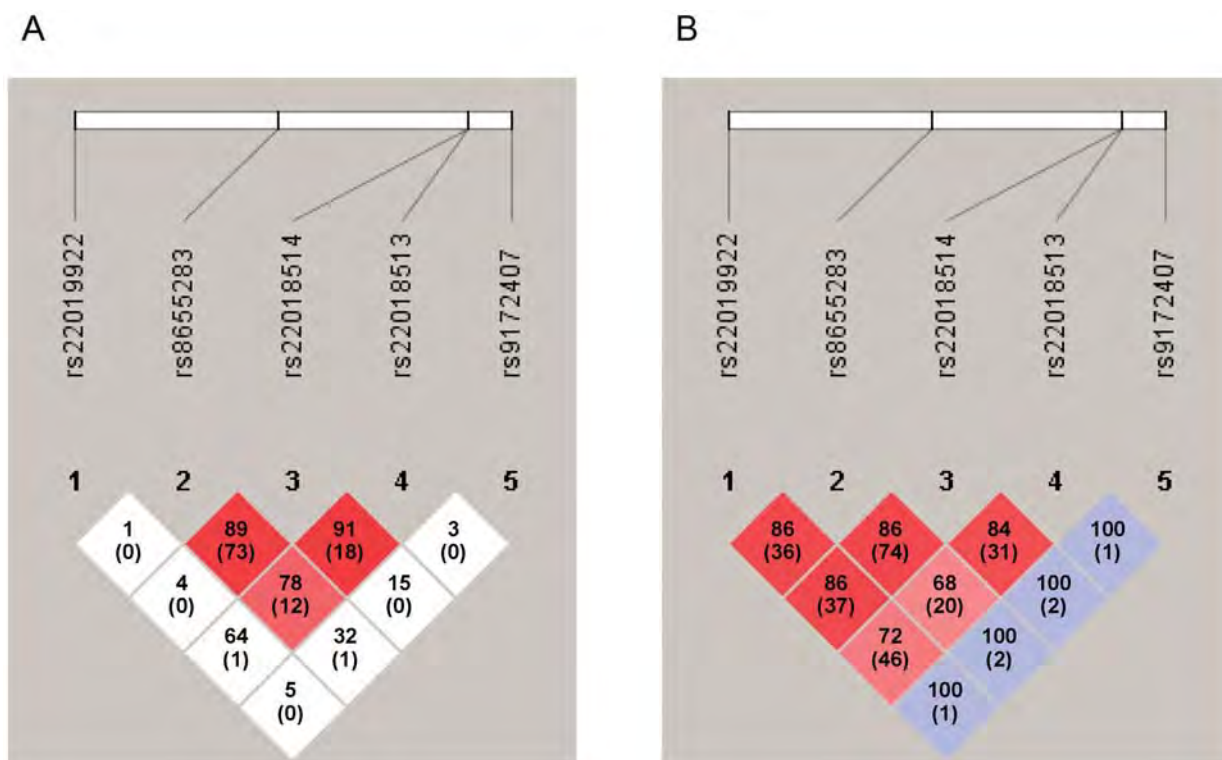 A
rs22019922
rs8655283
rs22018514
rs22018513
rs9172407
1 2 3 4 5
1
(0)
89
(73)
91
(18)
3
(0)
4
(0)
78
(12)
15
(0)
64
(1)
32
(1)
5
(0)
B
rs22019922
rs8655283
rs22018514
rs22018513
rs9172407
1 2 3 4 5
86
(36)
86
(74)
84
(31)
100
(1)
86
(37)
68
(20)
100
(2)
72
(46)
100
(2)
100
(1)